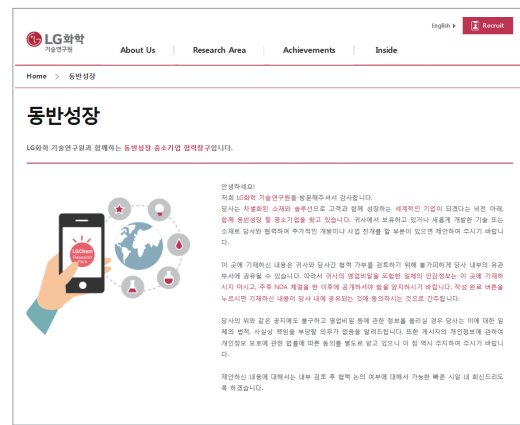 English
Recruit
LG화학
기술연구원
About Us
Research Area
Achievements
Inside
Home > 동반성장
동반성장
LG화학 기술연구원과 함께하는 동반성장 중소기업 협력창구입니다.
LGChem
Research
Park
안녕하세요!
저희 LG화학 기술연구원을 방문해주셔서 감사합니다.
당사는 차별화된 소재와 솔루션으로 고객과 함께 성장하는 세계적인 기업이 되겠다는 비전 아래,
함께 동반성장 할 중소기업을 찾고 있습니다. 귀사에서 보유하고 있거나 새롭게 개발한 기술 또는
소재로 당사와 협력하여 추가적인 개발이나 사업 전개를 할 부분이 있으면 제안하여 주시기 바랍니
다.
이 곳에 기재하신 내용은 귀사와 당사간 협력 가부를 검토하기 위해 불가피하게 당사 내부의 유관
부서에 공유될 수 있습니다. 따라서 귀사의 영업비밀을 포함한 일체의 민감정보는 이 곳에 기재하
시지 마시고, 추후 NDA 체결을 한 이후에 공개하셔야 함을 양지하시기 바랍니다. 작성 완료 버튼을
누르시면 기재하신 내용이 당사 내에 공유되는 것에 동의하시는 것으로 간주됩니다.
당사의 위와 같은 공지에도 불구하고 영업비밀 등에 관한 정보를 올리실 경우 당사는 이에 대한 일
체의 법적, 사실상 책임을 부담할 의무가 없음을 알려드립니다. 또한 게시자의 개인정보에 관하여
개인정보 보호에 관한 법률에 따른 동의를 별도로 받고 있으니 이 점 역시 주지하여 주시기 바랍니
다.
제안하신 내용에 대해서는 내부 검토 후 협력 논의 여부에 대해서 가능한 빠른 시일 내 회신드리도
록 하겠습니다.